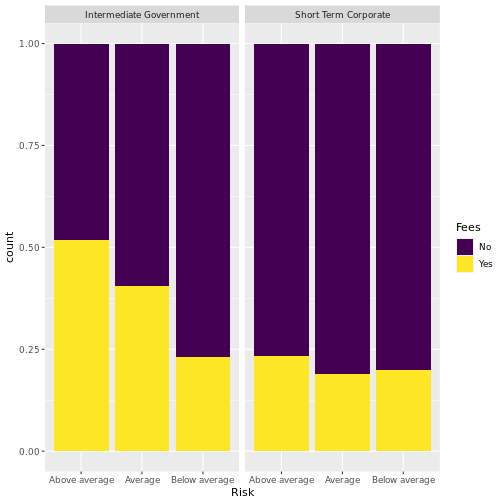 Intermediate Government
Short Term Corporate
1.00
0.75
0.50
0.25
0.00
count
Above average
Average
Below average
Above average
Average
Below average
Risk
Fees
No
Yes